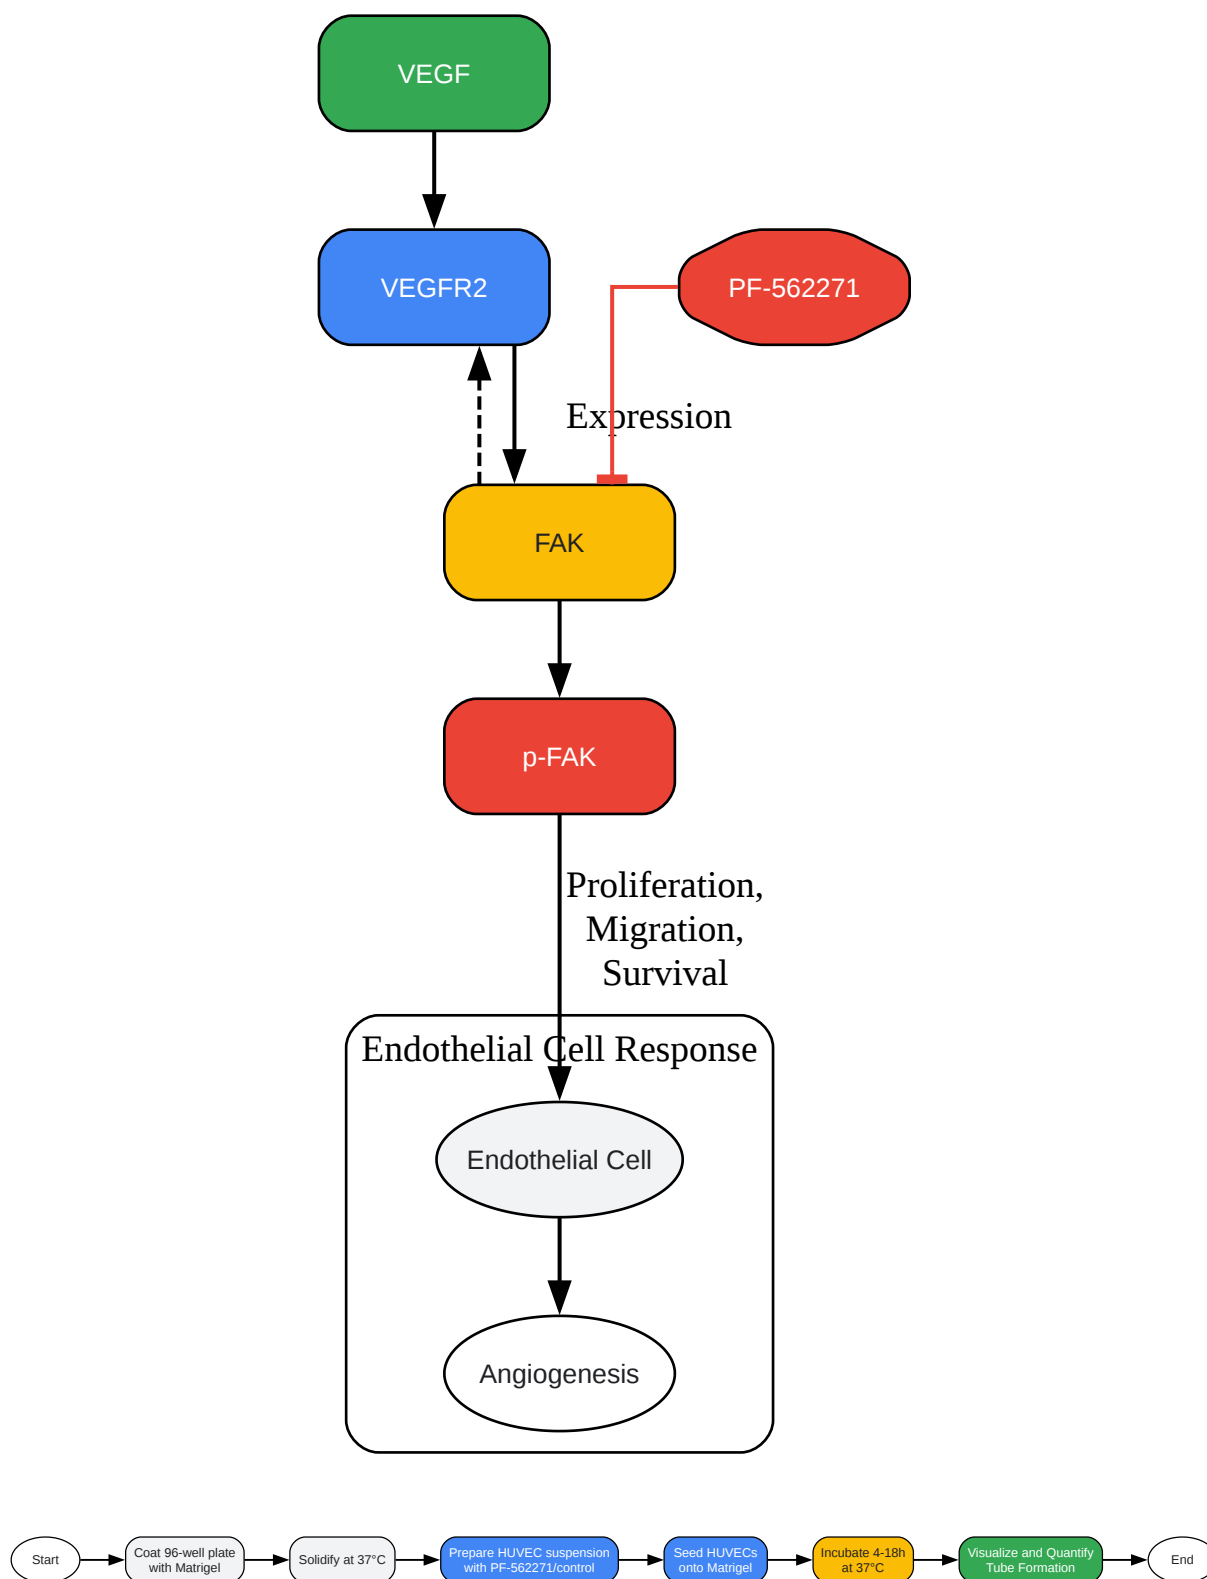 VEGF
VEGFR2
PF-562271
Expression
FAK
p-FAK
Proliferation,
Migration,
Survival
Endothelial Cell Response
Endothelial Cell
Angiogenesis
Start
Coat 96-well plate
with Matrigel
Solidify at 37°C
Prepare HUVEC suspension
with PF-562271/control
Seed HUVECs
onto Matrigel
Incubate 4-18h
at 37°C
Visualize and Quantify
Tube Formation
End